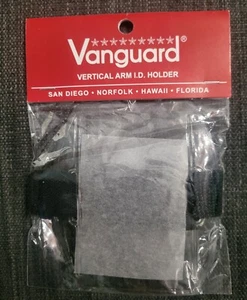 *********
Vanguard®
VERTICAL ARM I.D. HOLDER
SAN DIEGO • NORFOLK • HAWAII • FLORIDA